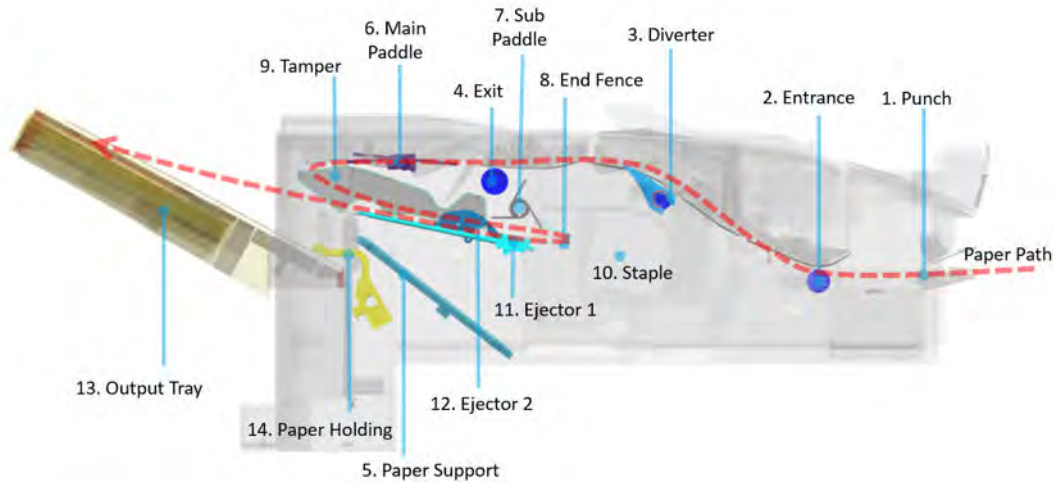 7. Sub
Paddle
6. Main
Paddle
3. Diverter
9. Tamper
4. Exit
8. End Fence
2. Entrance
1. Punch
Paper Path
10. Staple
11. Ejector 1
13. Output Tray
12. Ejector 2
14. Paper Holding
5. Paper Support